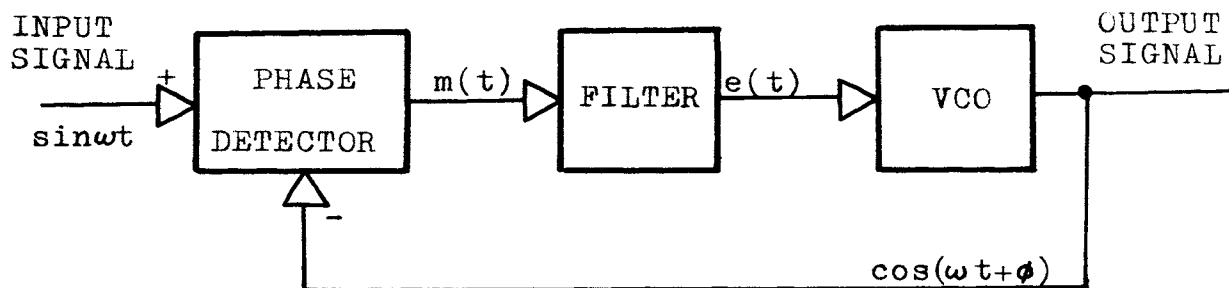 INPUT
SIGNAL
+
sinωt
PHASE
DETECTOR
-
m(t)
FILTER
e(t)
VCO
OUTPUT
SIGNAL
cos(ωt+ø)